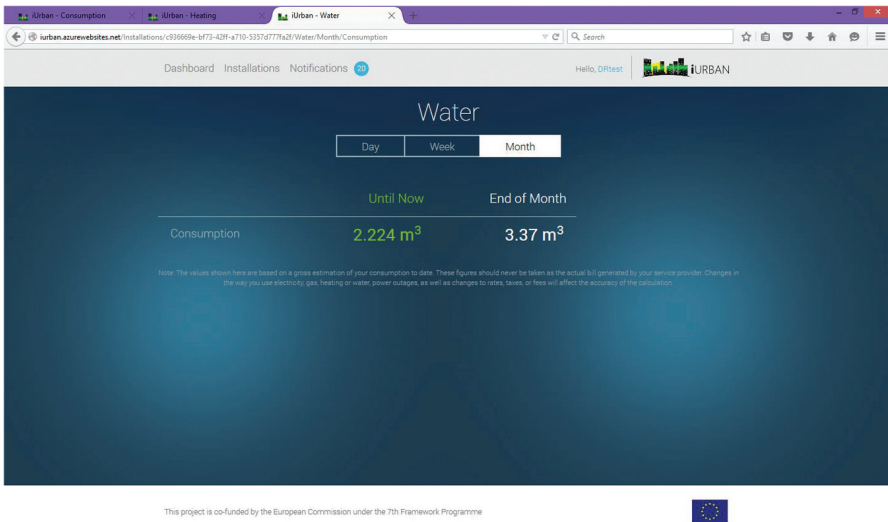 iUrban - Consumption
iUrban - Heating
iUrban - Water
iurban.azurewebsites.net/Installations/c936669e-bf73-42ff-a710-5357d777fa2f/Water/Month/Consumption
Search
Dashboard Installations Notifications 20
Hello, DRtest
iURBAN
Water
Day Week Month
Until Now End of Month
Consumption 2.224 m³ 3.37 m³
Note: The values shown here are based on a gross estimation of your consumption to date. These figures should never be taken as the actual bill generated by your service provider. Changes in
the way you use electricity, gas, heating or water, power outages, as well as changes to rates, taxes, or fees will affect the accuracy of the calculation.
This project is co-funded by the European Commission under the 7th Framework Programme